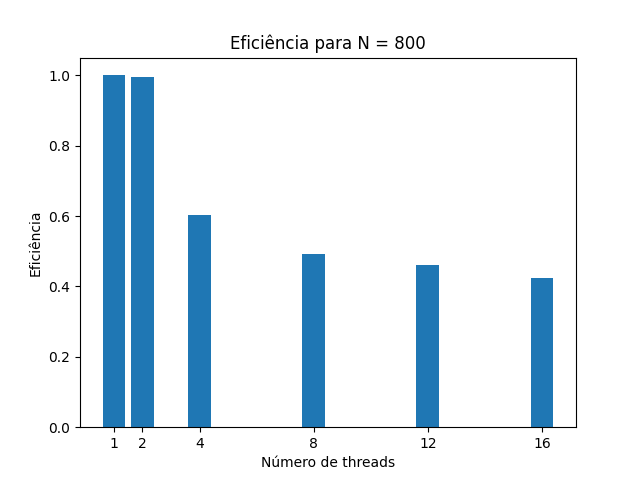 Eficiência para N = 800
1.0
0.8
0.6
0.4
0.2
0.0
Eficiência
1 2 4 8 12 16
Número de threads